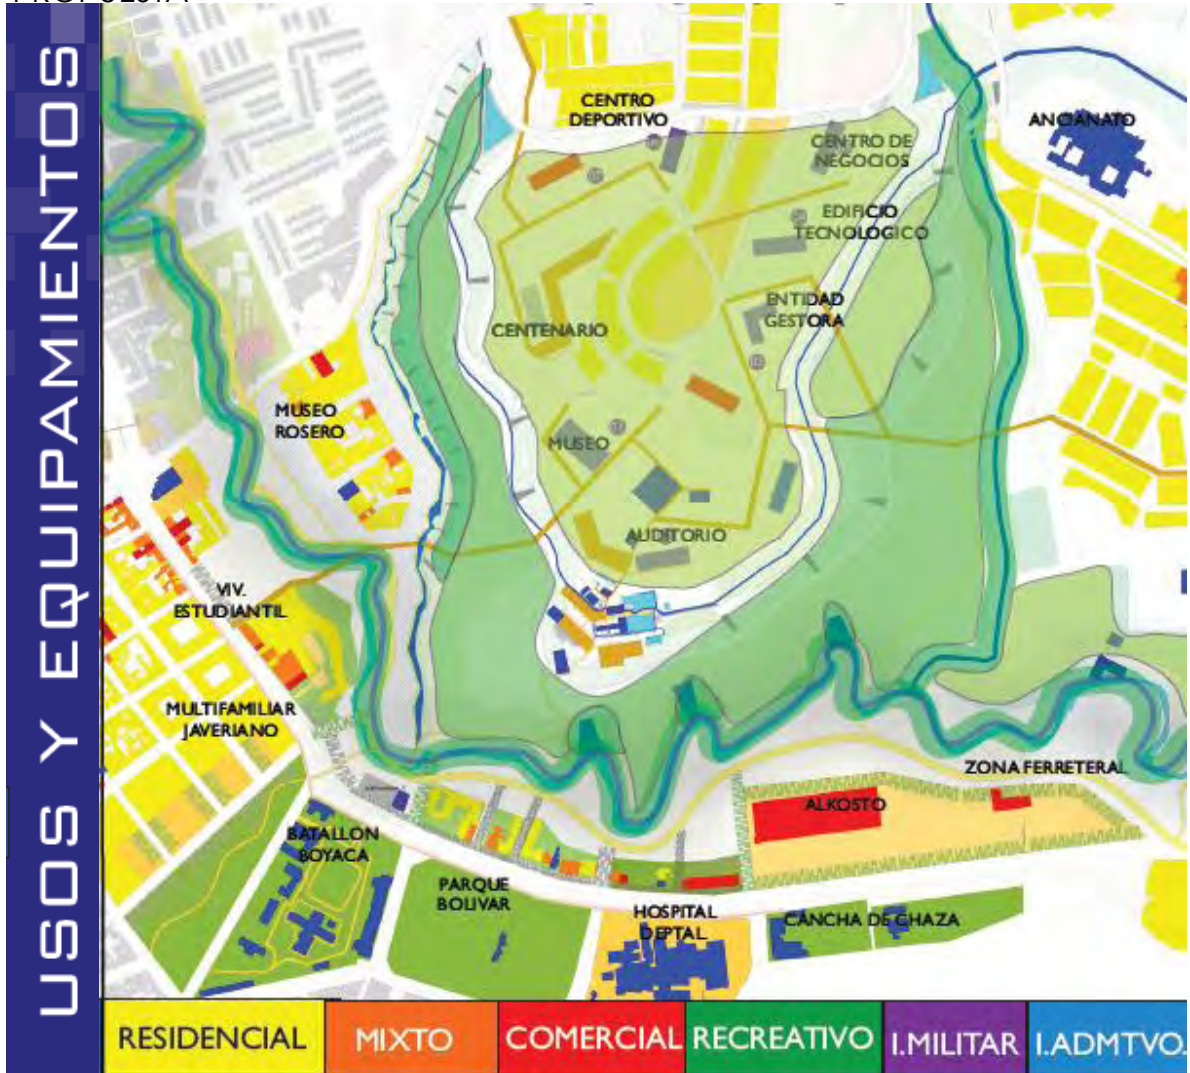 USOS Y EQUIPAMIENTOS
CENTRO
DEPORTIVO
ANCIANATO
CENTRO DE
NEGOCIOS
EDIFICIO
TECNOLOGICO
ENTIDAD
GESTORA
CENTENARIO
MUSEO
ROSERO
MUSEO
AUDITORIO
VIV.
ESTUDIANTIL
MULTIFAMILIAR
JAVERIANO
ZONA FERRETERAL
ALKOSTO
BATALLON
BOYACA
PARQUE
BOLIVAR
HOSPITAL
DEPTAL.
CANCHA DE CHAZA
RESIDENCIAL
MIXTO
COMERCIAL
RECREATIVO
I.MILITAR
I.ADMTVO.